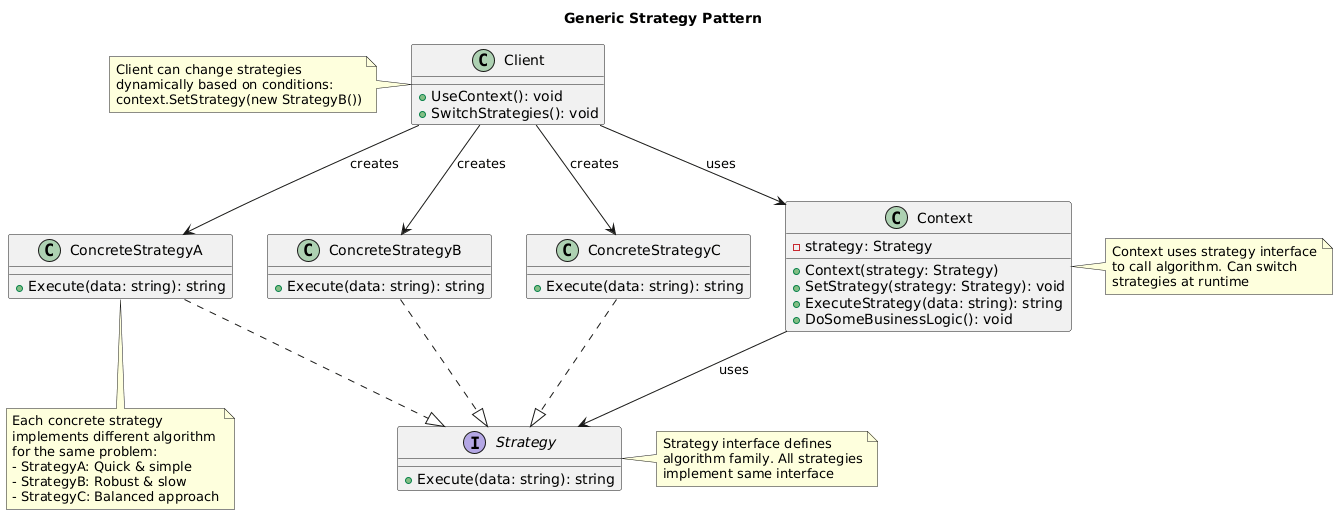 Generic Strategy Pattern
Client can change strategies
dynamically based on conditions:
context.SetStrategy(new StrategyB())
C Client
UseContext(): void
SwitchStrategies(): void
creates
creates
creates
uses
C ConcreteStrategyA
Execute(data: string): string
C ConcreteStrategyB
Execute(data: string): string
C ConcreteStrategyC
Execute(data: string): string
C Context
strategy: Strategy
Context(strategy: Strategy)
SetStrategy(strategy: Strategy): void
ExecuteStrategy(data: string): string
DoSomeBusinessLogic(): void
Context uses strategy interface
to call algorithm. Can switch
strategies at runtime
uses
Each concrete strategy
implements different algorithm
for the same problem:
- StrategyA: Quick & simple
- StrategyB: Robust & slow
- StrategyC: Balanced approach
I Strategy
Execute(data: string): string
Strategy interface defines
algorithm family. All strategies
implement same interface